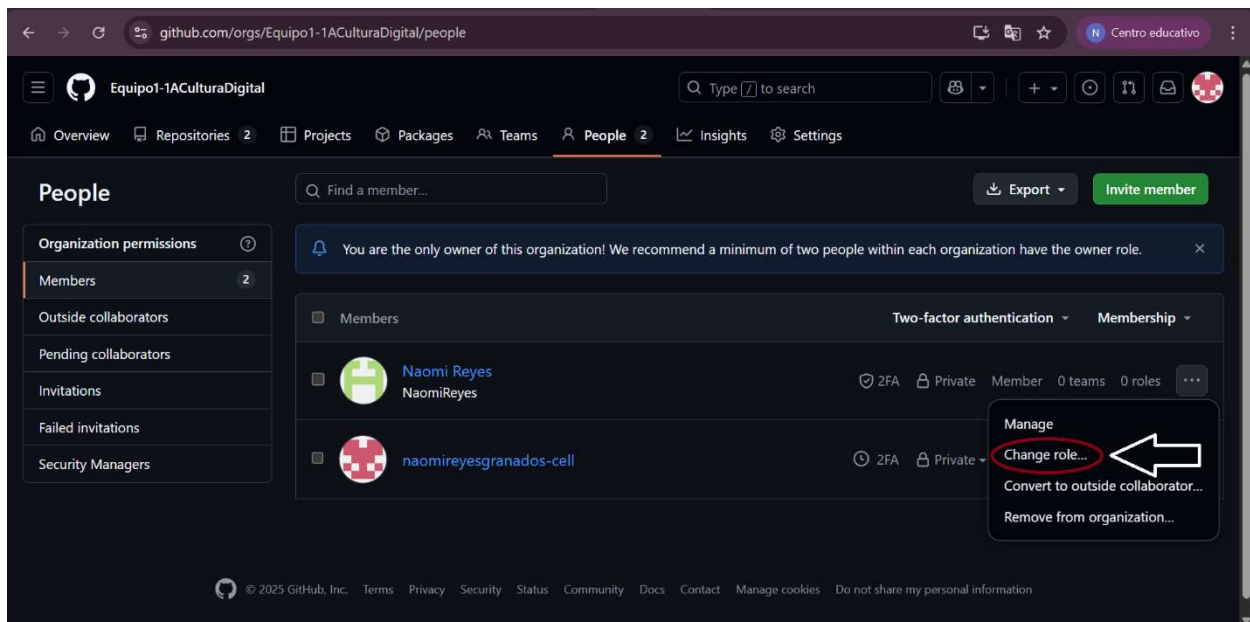 github.com/orgs/Equipo1-1ACulturaDigital/people
N Centro educativo
Equipo1-1ACulturaDigital
Type / to search
Overview Repositories 2 Projects Packages Teams People 2 Insights Settings
People
Find a member...
Export
Invite member
Organization permissions
Members 2
Outside collaborators
Pending collaborators
Invitations
Failed invitations
Security Managers
You are the only owner of this organization! We recommend a minimum of two people within each organization have the owner role.
Members Two-factor authentication Membership
Naomi Reyes
NaomiReyes
2FA Private Member 0 teams 0 roles
naomireyesgranados-cell
2FA Private
Manage
Change role...
Convert to outside collaborator...
Remove from organization...
© 2025 GitHub, Inc. Terms Privacy Security Status Community Docs Contact Manage cookies Do not share my personal information